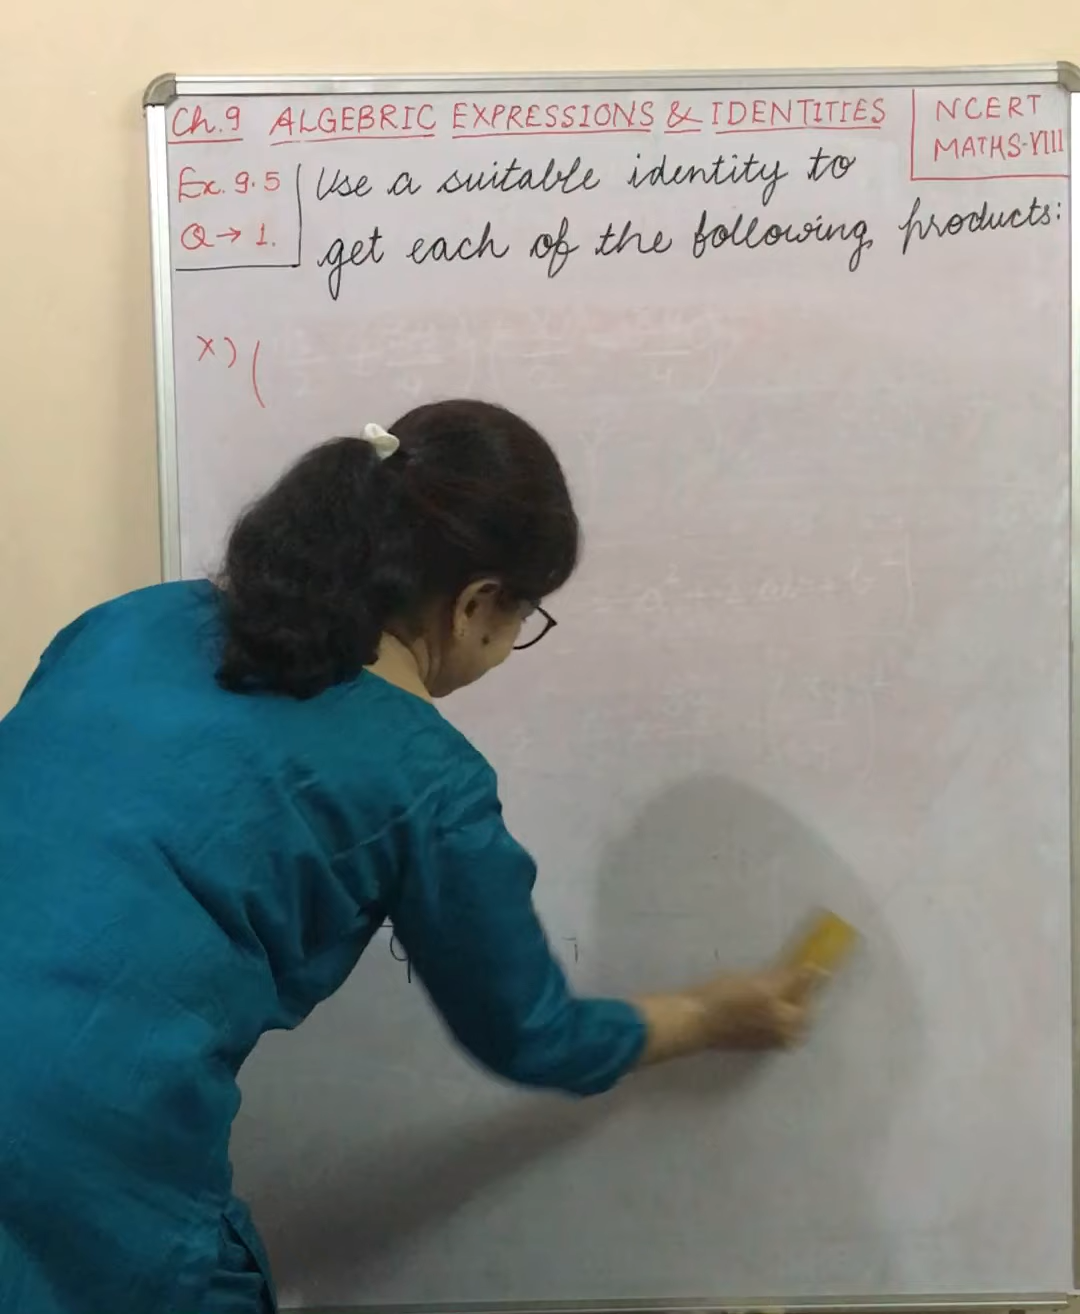 Ch.9 ALGEBRIC EXPRESSIONS & IDENTITIES
NCERT
MATHS-VIII
Ex. 9.5
Q → 1.
Use a suitable identity to
get each of the following products:
x) (